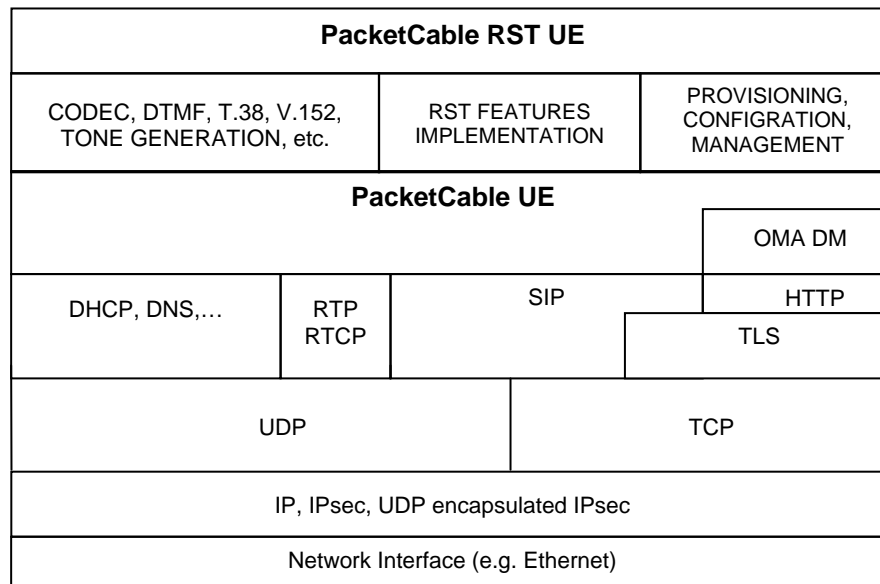 PacketCable RST UE
CODEC, DTMF, T.38, V.152,
TONE GENERATION, etc.
RST FEATURES
IMPLEMENTATION
PROVISIONING,
CONFIGRATION,
MANAGEMENT
PacketCable UE
OMA DM
DHCP, DNS,…
RTP
RTCP
SIP
HTTP
TLS
UDP
TCP
IP, IPsec, UDP encapsulated IPsec
Network Interface (e.g. Ethernet)